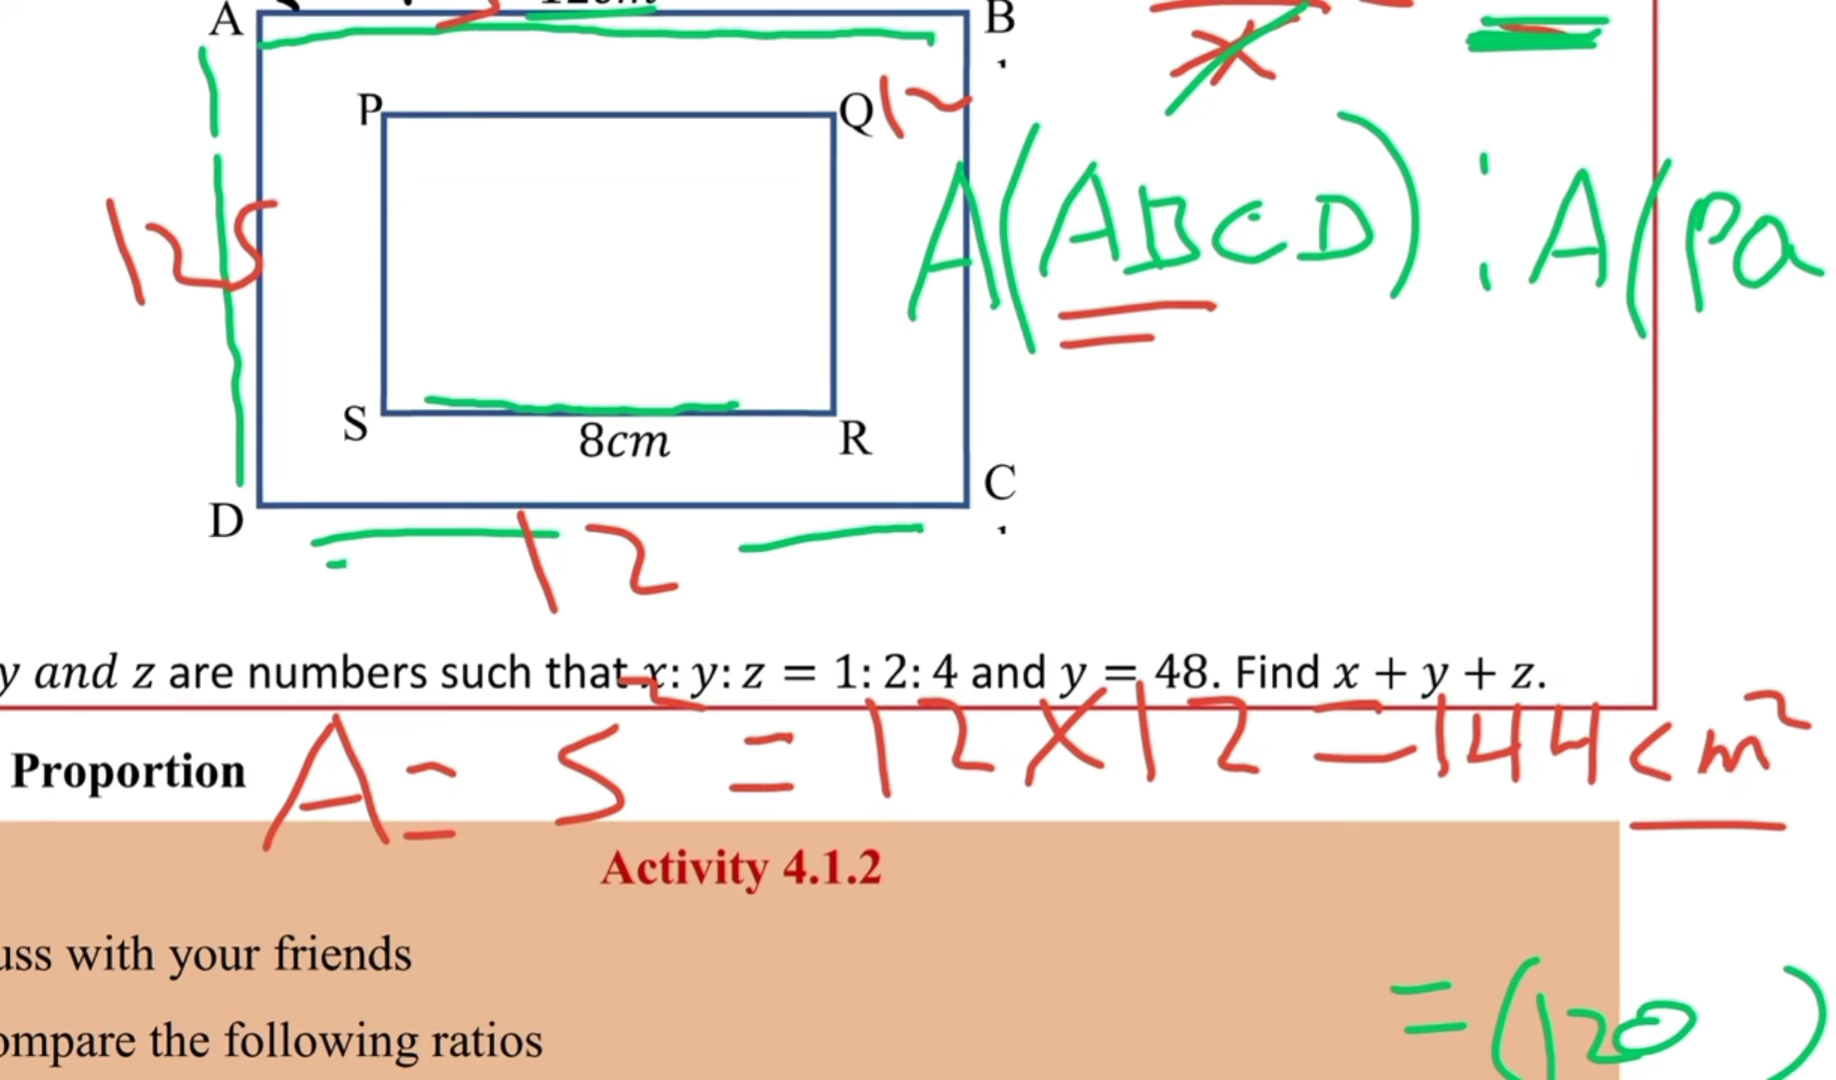 A 12cm B
P Q 12
125
A(ABCD) : A(PQ
S R
8cm
D C
12
y and z are numbers such that x: y: z = 1: 2: 4 and y = 48. Find x + y + z.
Proportion
A = S² = 12 X 12 = 144 cm²
Activity 4.1.2
uss with your friends
ompare the following ratios
= (120 )